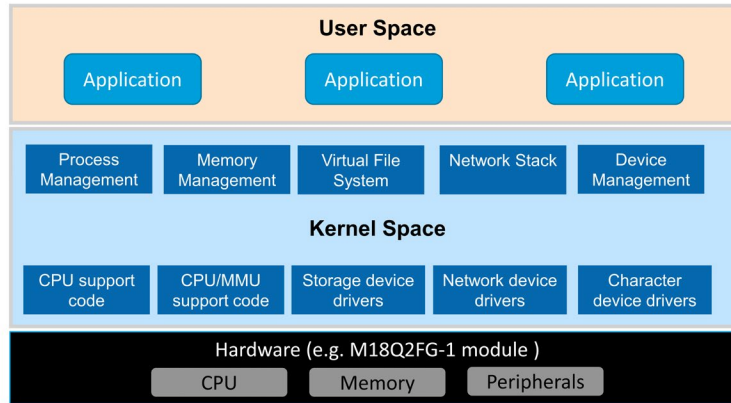 User Space
Application
Application
Application
Process
Management
Memory
Management
Virtual File
System
Network Stack
Device
Management
Kernel Space
CPU support
code
CPU/MMU
support code
Storage device
drivers
Network device
drivers
Character
device drivers
Hardware (e.g. M18Q2FG-1 module )
CPU
Memory
Peripherals